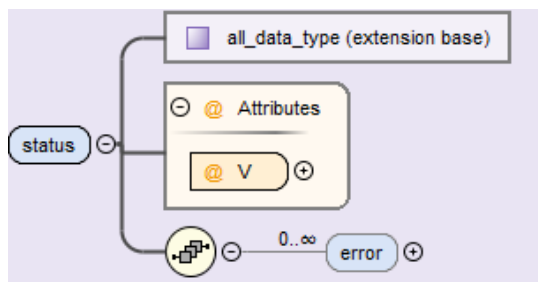 all_data_type (extension base)
@ Attributes
status
@ V
0..∞
error